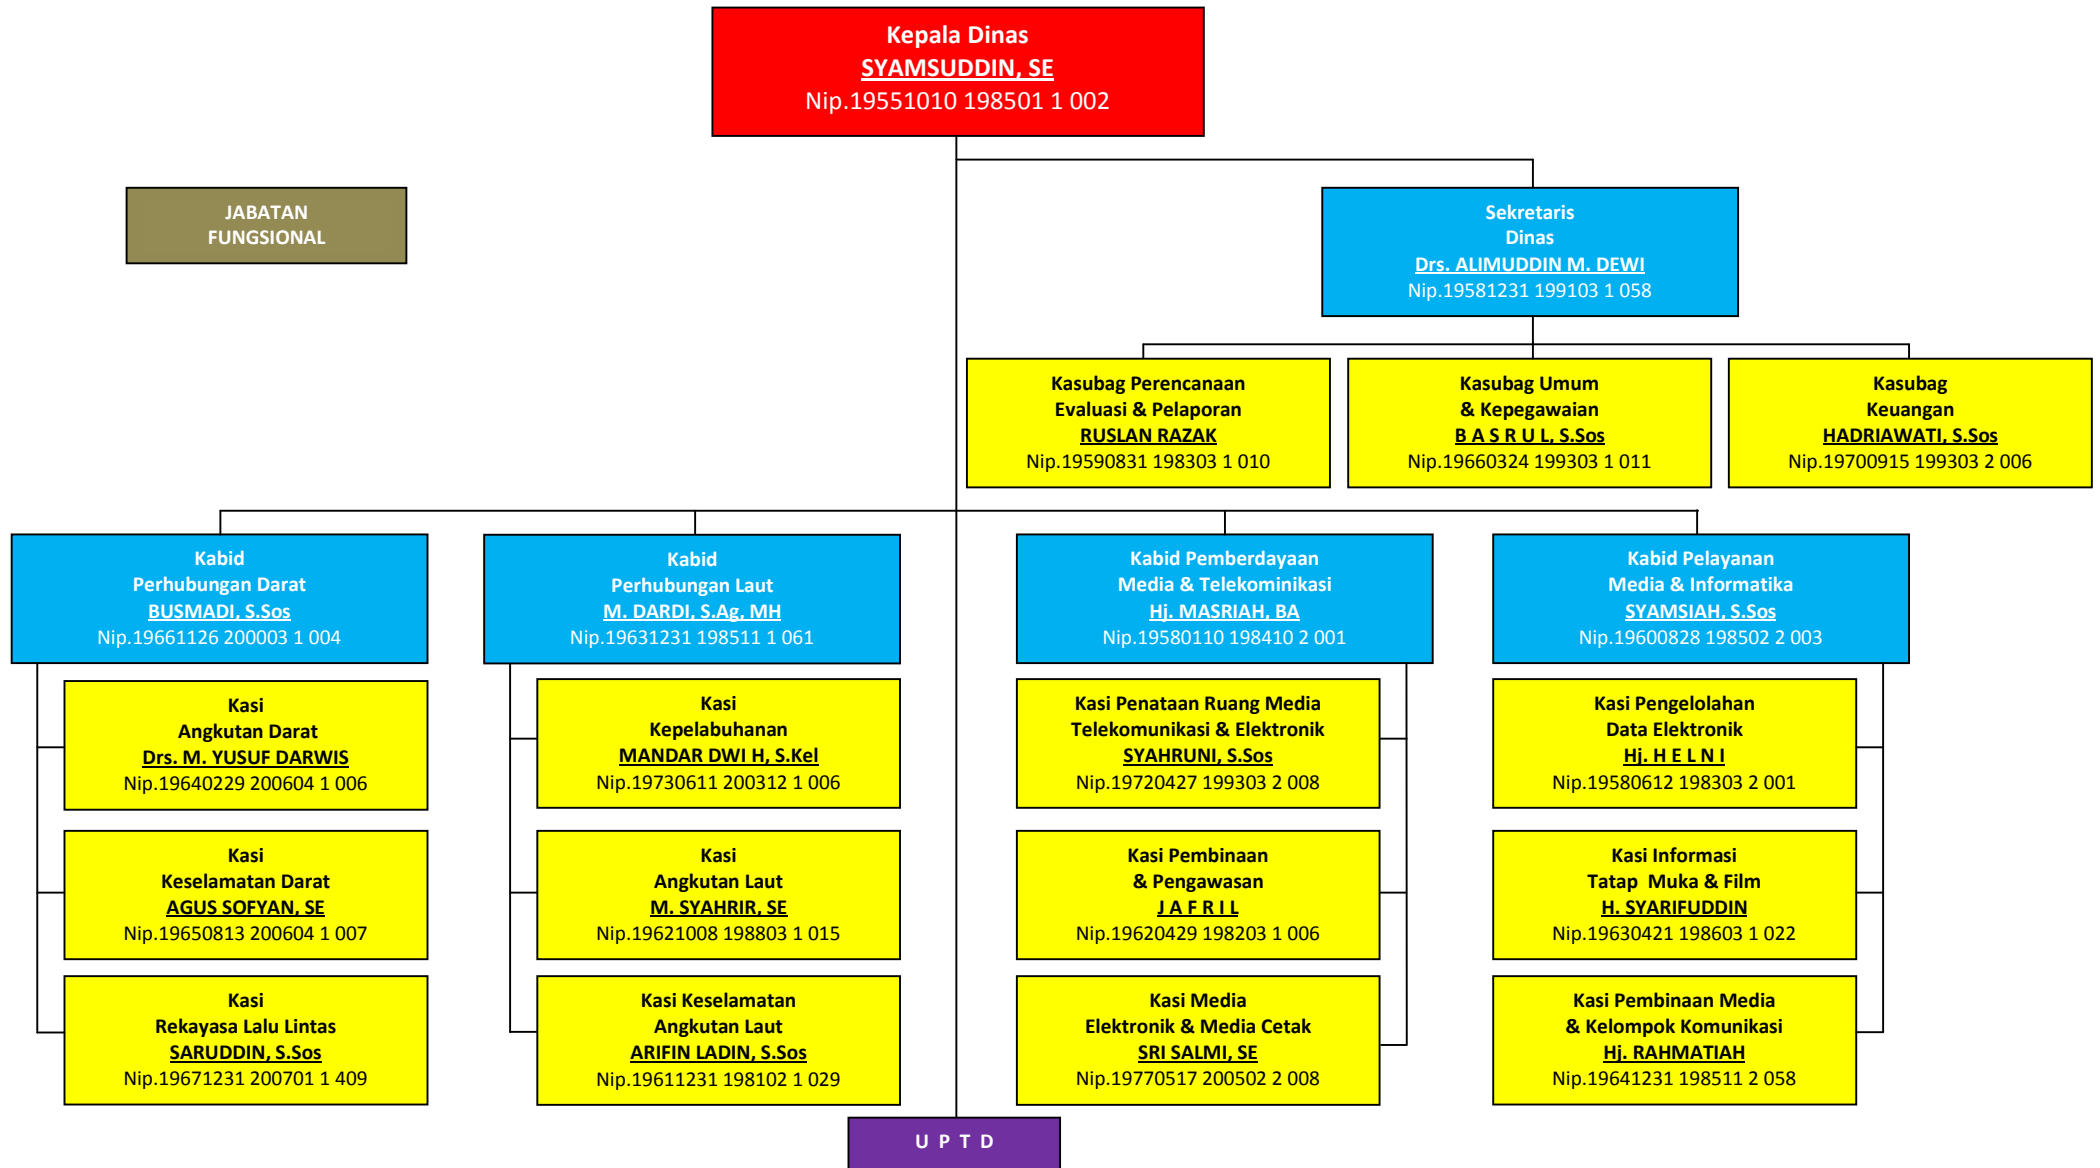 Kepala Dinas
SYAMSUDDIN, SE
Nip.19551010 198501 1 002
JABATAN
FUNGSIONAL
Sekretaris
Dinas
Drs. ALIMUDDIN M. DEWI
Nip.19581231 199103 1 058
Kasubag Perencanaan
Evaluasi & Pelaporan
RUSLAN RAZAK
Nip.19590831 198303 1 010
Kasubag Umum
& Kepegawaian
B A S R U L, S.Sos
Nip.19660324 199303 1 011
Kasubag
Keuangan
HADRIAWATI, S.Sos
Nip.19700915 199303 2 006
Kabid
Perhubungan Darat
BUSMADI, S.Sos
Nip.19661126 200003 1 004
Kabid
Perhubungan Laut
M. DARDI, S.Ag, MH
Nip.19631231 198511 1 061
Kabid Pemberdayaan
Media & Telekominikasi
Hj. MASRIAH, BA
Nip.19580110 198410 2 001
Kabid Pelayanan
Media & Informatika
SYAMSIAH, S.Sos
Nip.19600828 198502 2 003
Kasi
Angkutan Darat
Drs. M. YUSUF DARWIS
Nip.19640229 200604 1 006
Kasi
Kepelabuhanan
MANDAR DWI H, S.Kel
Nip.19730611 200312 1 006
Kasi Penataan Ruang Media
Telekomunikasi & Elektronik
SYAHRUNI, S.Sos
Nip.19720427 199303 2 008
Kasi Pengelolahan
Data Elektronik
Hj. H E L N I
Nip.19580612 198303 2 001
Kasi
Keselamatan Darat
AGUS SOFYAN, SE
Nip.19650813 200604 1 007
Kasi
Angkutan Laut
M. SYAHRIR, SE
Nip.19621008 198803 1 015
Kasi Pembinaan
& Pengawasan
J A F R I L
Nip.19620429 198203 1 006
Kasi Informasi
Tatap  Muka & Film
H. SYARIFUDDIN
Nip.19630421 198603 1 022
Kasi
Rekayasa Lalu Lintas
SARUDDIN, S.Sos
Nip.19671231 200701 1 409
Kasi Keselamatan
Angkutan Laut
ARIFIN LADIN, S.Sos
Nip.19611231 198102 1 029
Kasi Media
Elektronik & Media Cetak
SRI SALMI, SE
Nip.19770517 200502 2 008
Kasi Pembinaan Media
& Kelompok Komunikasi
Hj. RAHMATIAH
Nip.19641231 198511 2 058
U P T D